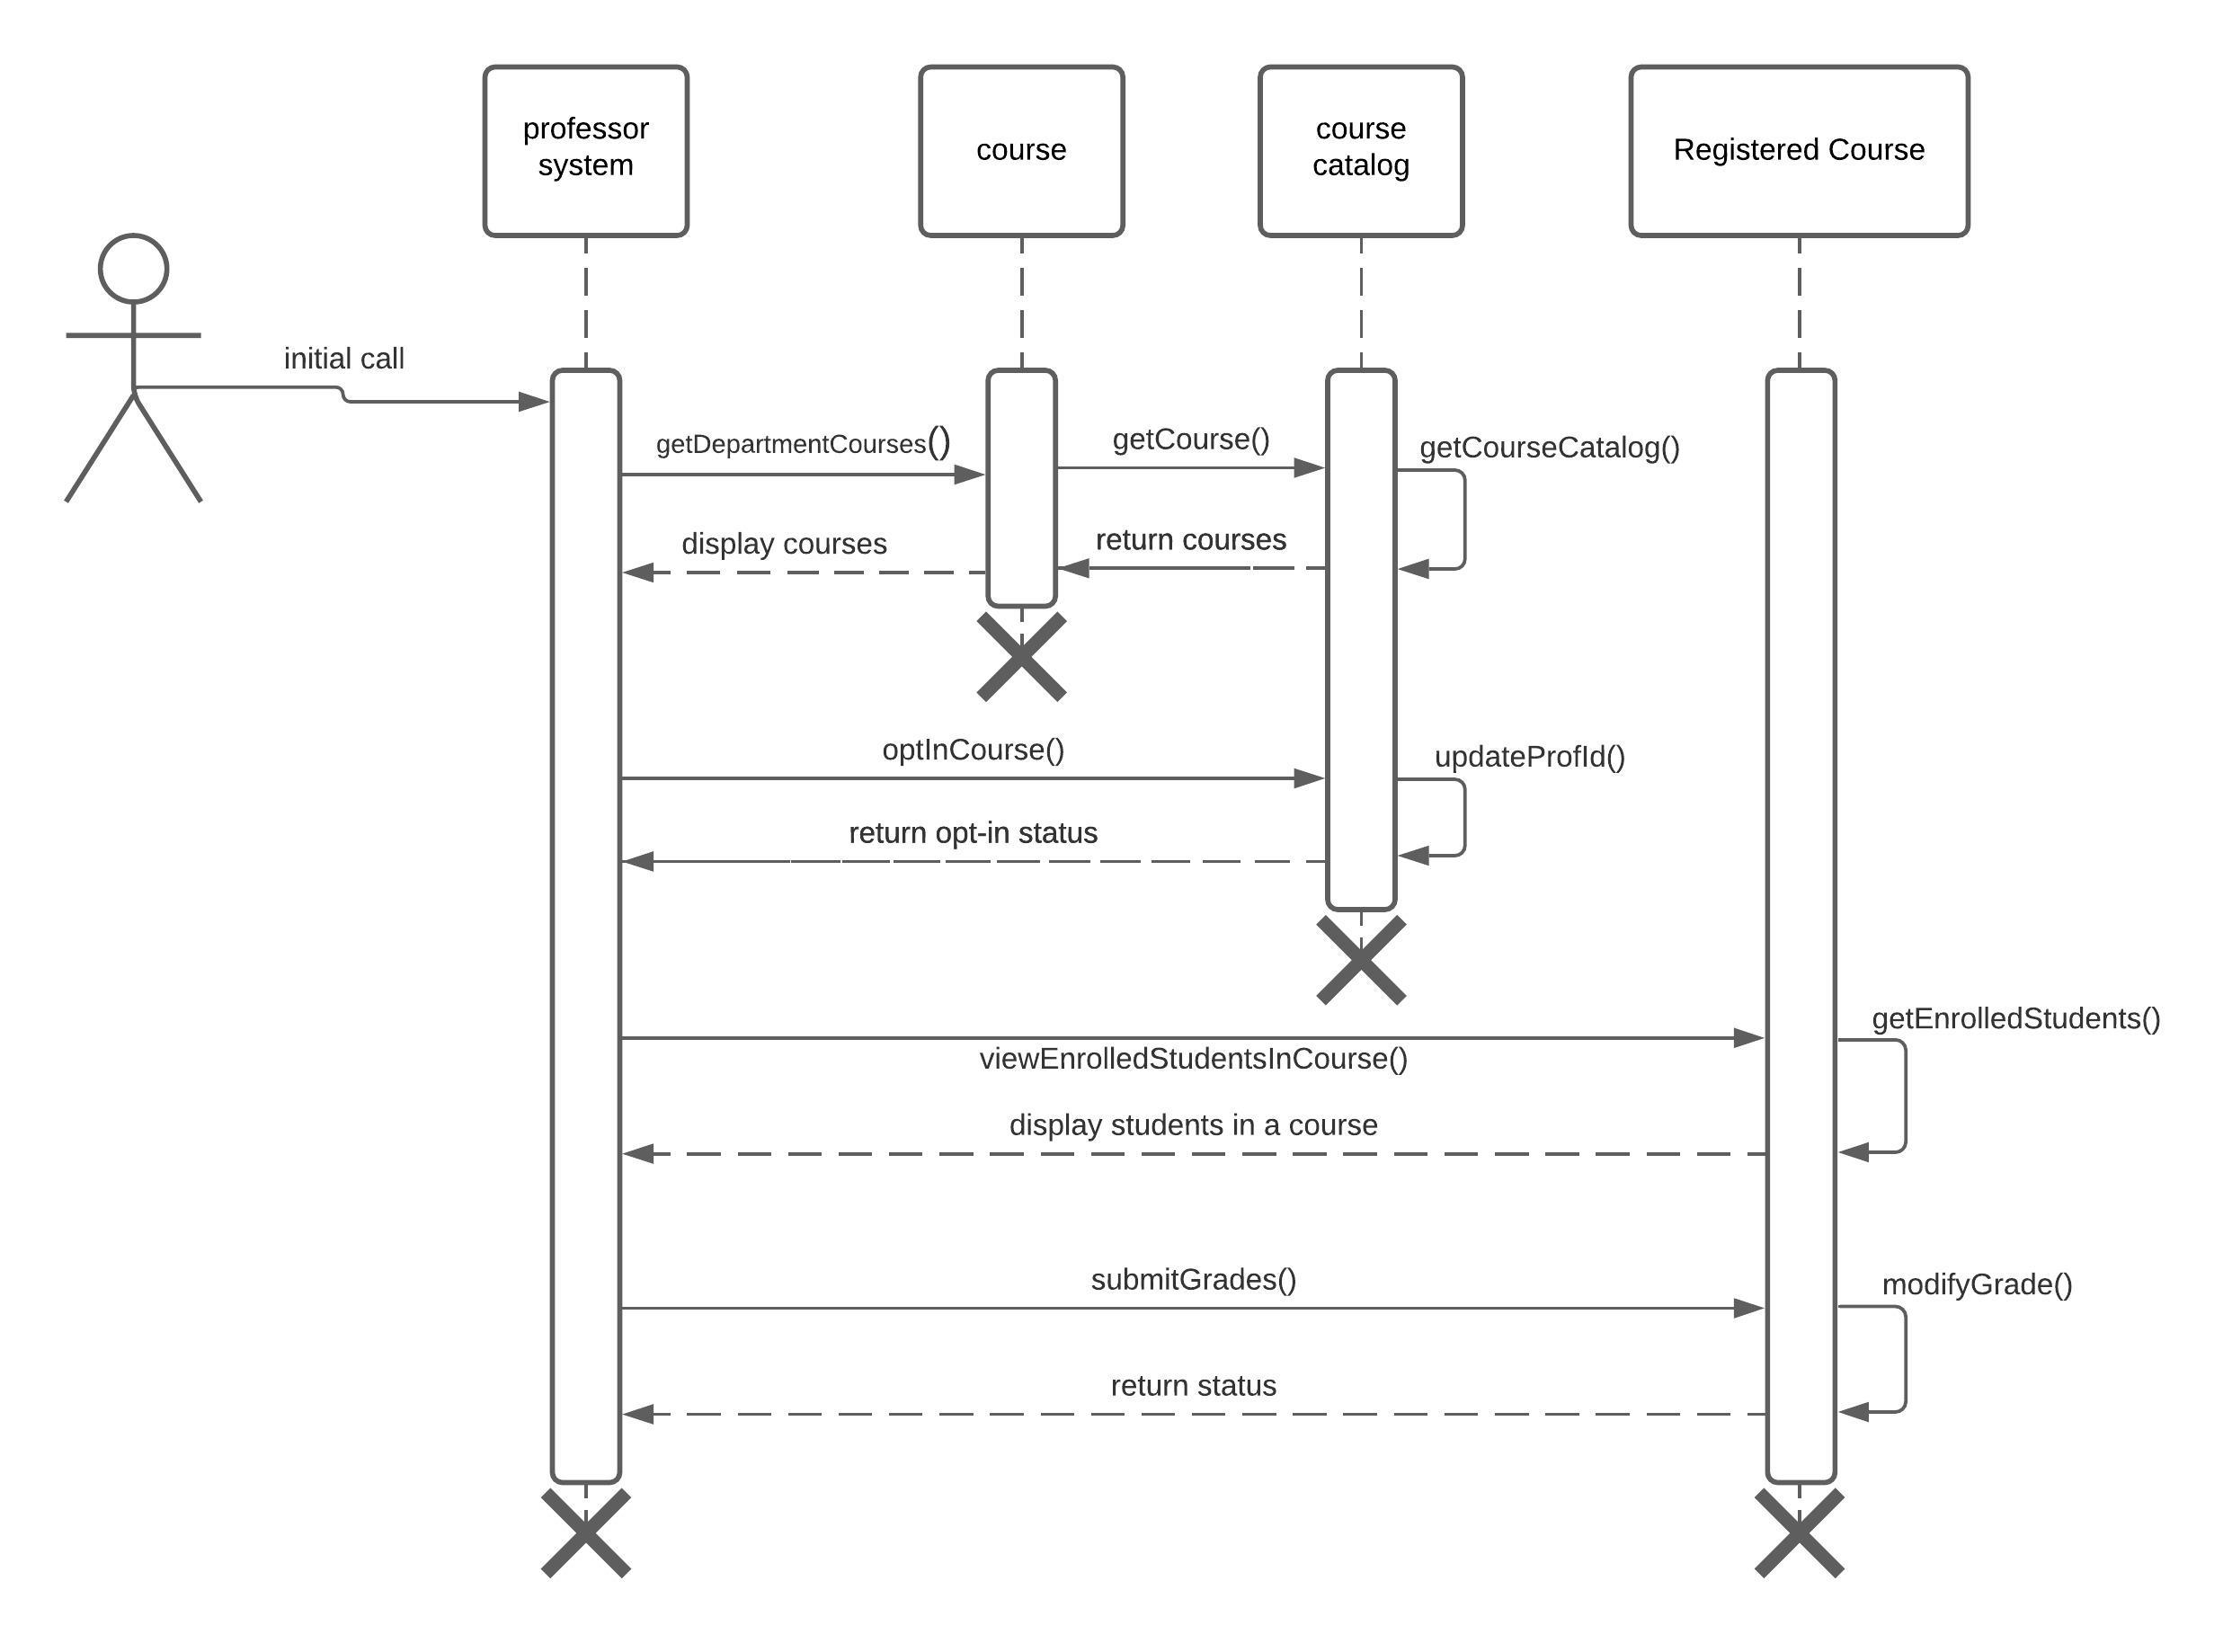 professor
system
course
course
catalog
Registered Course
initial call
getDepartmentCourses()
getCourse()
getCourseCatalog()
display courses
return courses
optInCourse()
updateProfId()
return opt-in status
getEnrolledStudents()
viewEnrolledStudentsInCourse()
display students in a course
submitGrades()
modifyGrade()
return status